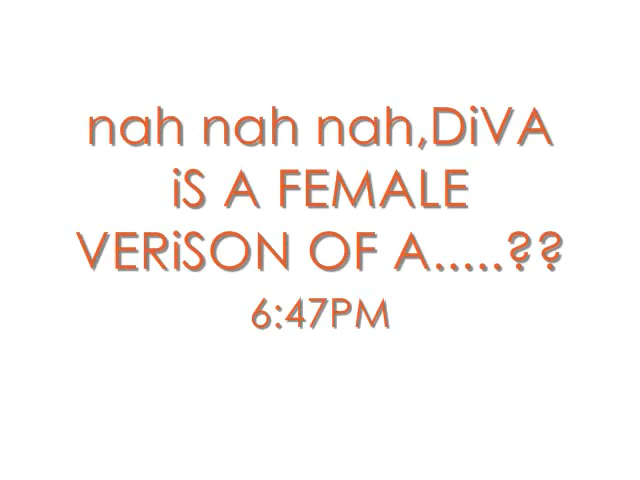 nah nah nah,DiVA
iS A FEMALE
VERiSON OF A.....??
6:47PM